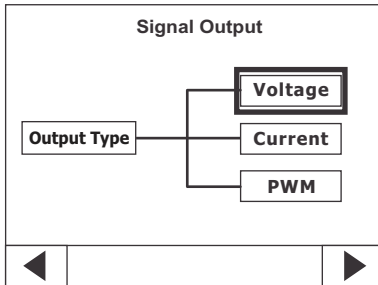 Signal Output
Voltage
Output Type
Current
PWM